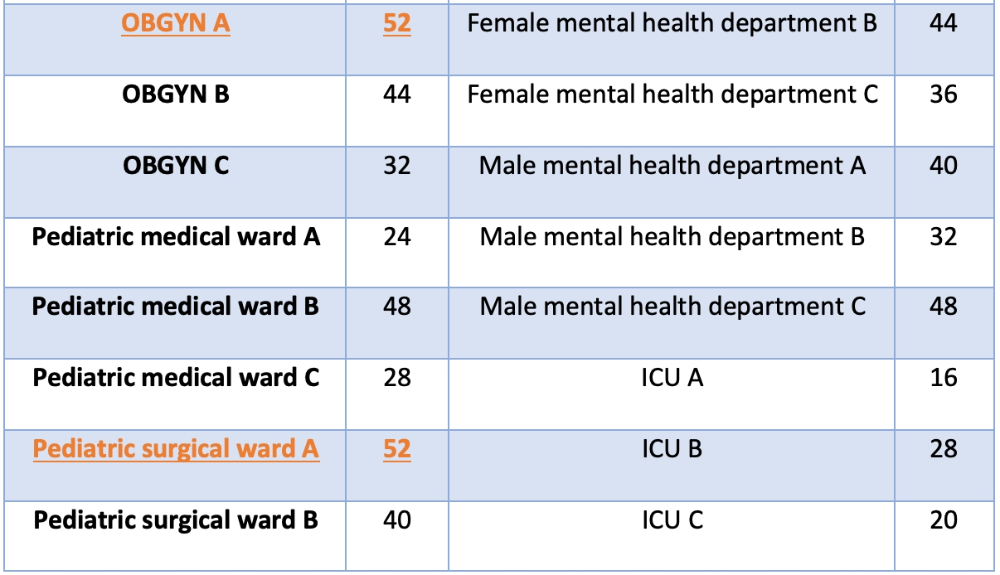 OBGYN A 52 Female mental health department B 44
OBGYN B 44 Female mental health department C 36
OBGYN C 32 Male mental health department A 40
Pediatric medical ward A 24 Male mental health department B 32
Pediatric medical ward B 48 Male mental health department C 48
Pediatric medical ward C 28 ICU A 16
Pediatric surgical ward A 52 ICU B 28
Pediatric surgical ward B 40 ICU C 20